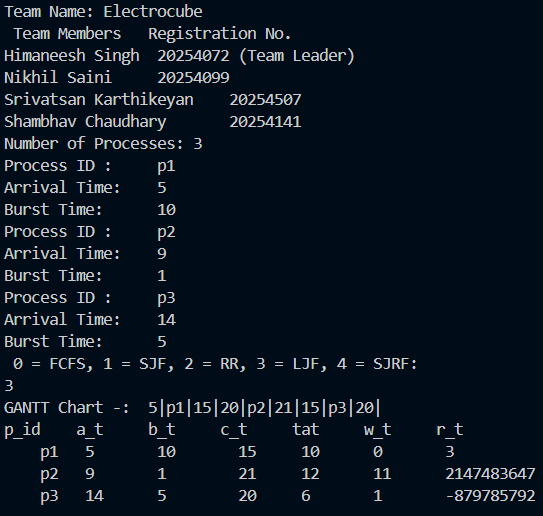 Team Name: Electrocube
Team Members Registration No.
Himaneesh Singh 20254072 (Team Leader)
Nikhil Saini 20254099
Srivatsan Karthikeyan 20254507
Shambhav Chaudhary 20254141
Number of Processes: 3
Process ID : p1
Arrival Time: 5
Burst Time: 10
Process ID : p2
Arrival Time: 9
Burst Time: 1
Process ID : p3
Arrival Time: 14
Burst Time: 5
0 = FCFS, 1 = SJF, 2 = RR, 3 = LJF, 4 = SJRF:
3
GANTT Chart -: 5|p1|15|20|p2|21|15|p3|20|
p_id a_t b_t c_t tat w_t r_t
p1 5 10 15 10 0 3
p2 9 1 21 12 11 2147483647
p3 14 5 20 6 1 -879785792